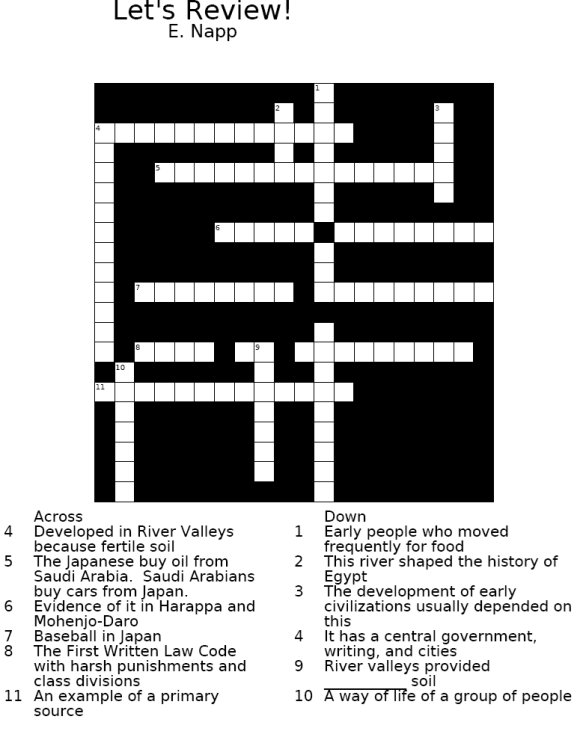 Let's Review!
E. Napp
1
2
3
4
5
6
7
8
9
10
11
Across
4 Developed in River Valleys
because fertile soil
5 The Japanese buy oil from
Saudi Arabia. Saudi Arabians
buy cars from Japan.
6 Evidence of it in Harappa and
Mohenjo-Daro
7 Baseball in Japan
8 The First Written Law Code
with harsh punishments and
class divisions
11 An example of a primary
source
Down
1 Early people who moved
frequently for food
2 This river shaped the history of
Egypt
3 The development of early
civilizations usually depended on
this
4 It has a central government,
writing, and cities
9 River valleys provided
__________ soil
10 A way of life of a group of people